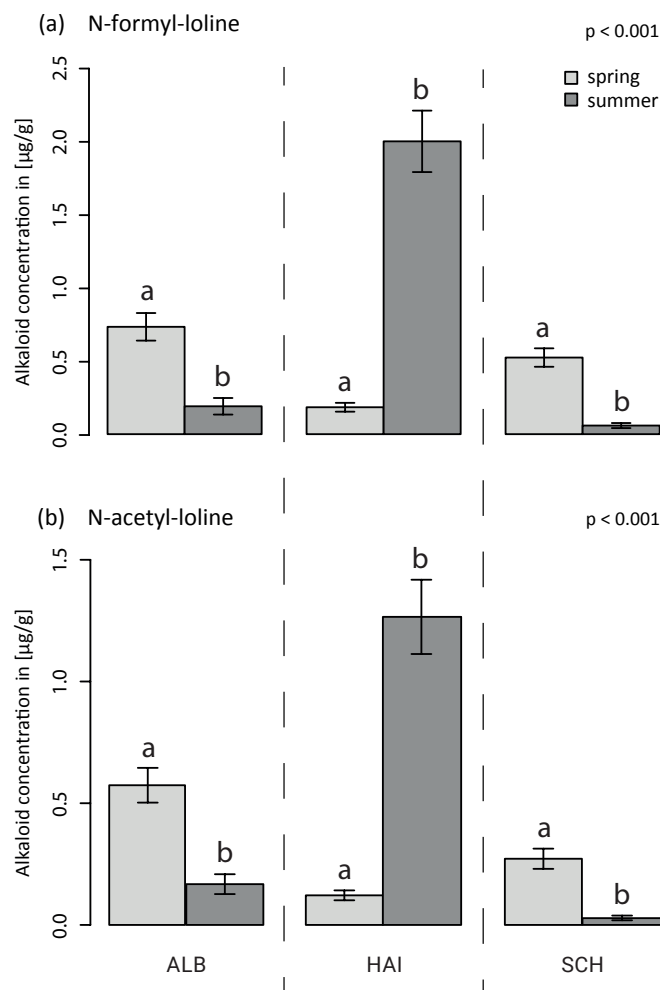 (a) N-formyl-loline
p < 0.001
spring
summer
Alkaloid concentration in [µg/g]
2.5
2.0
1.5
1.0
0.5
0.0
a
b
a
b
a
b
(b) N-acetyl-loline
p < 0.001
Alkaloid concentration in [µg/g]
1.5
1.0
0.5
0.0
a
b
a
b
a
b
ALB HAI SCH